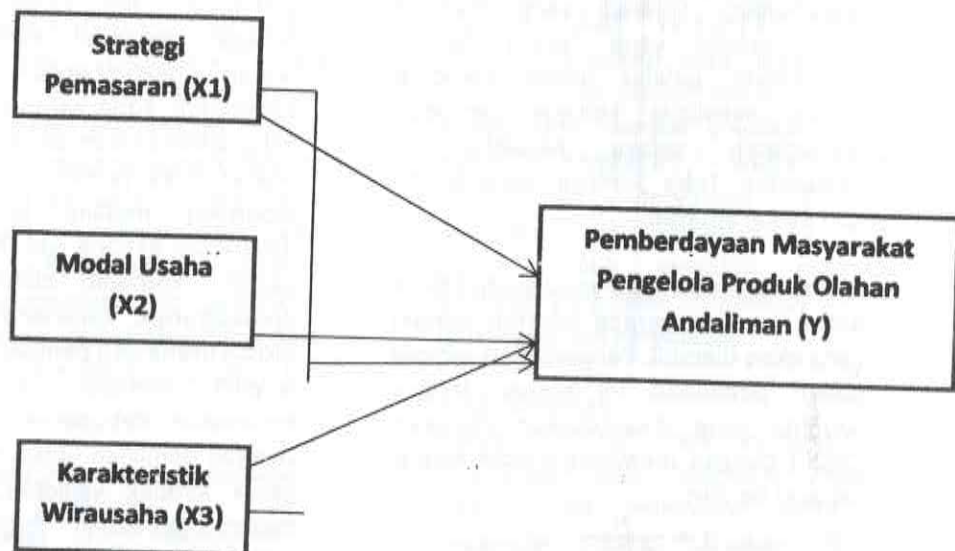 Strategi
Pemasaran (X1)
Modal Usaha
(X2)
Karakteristik
Wirausaha (X3)
Pemberdayaan Masyarakat
Pengelola Produk Olahan
Andaliman (Y)